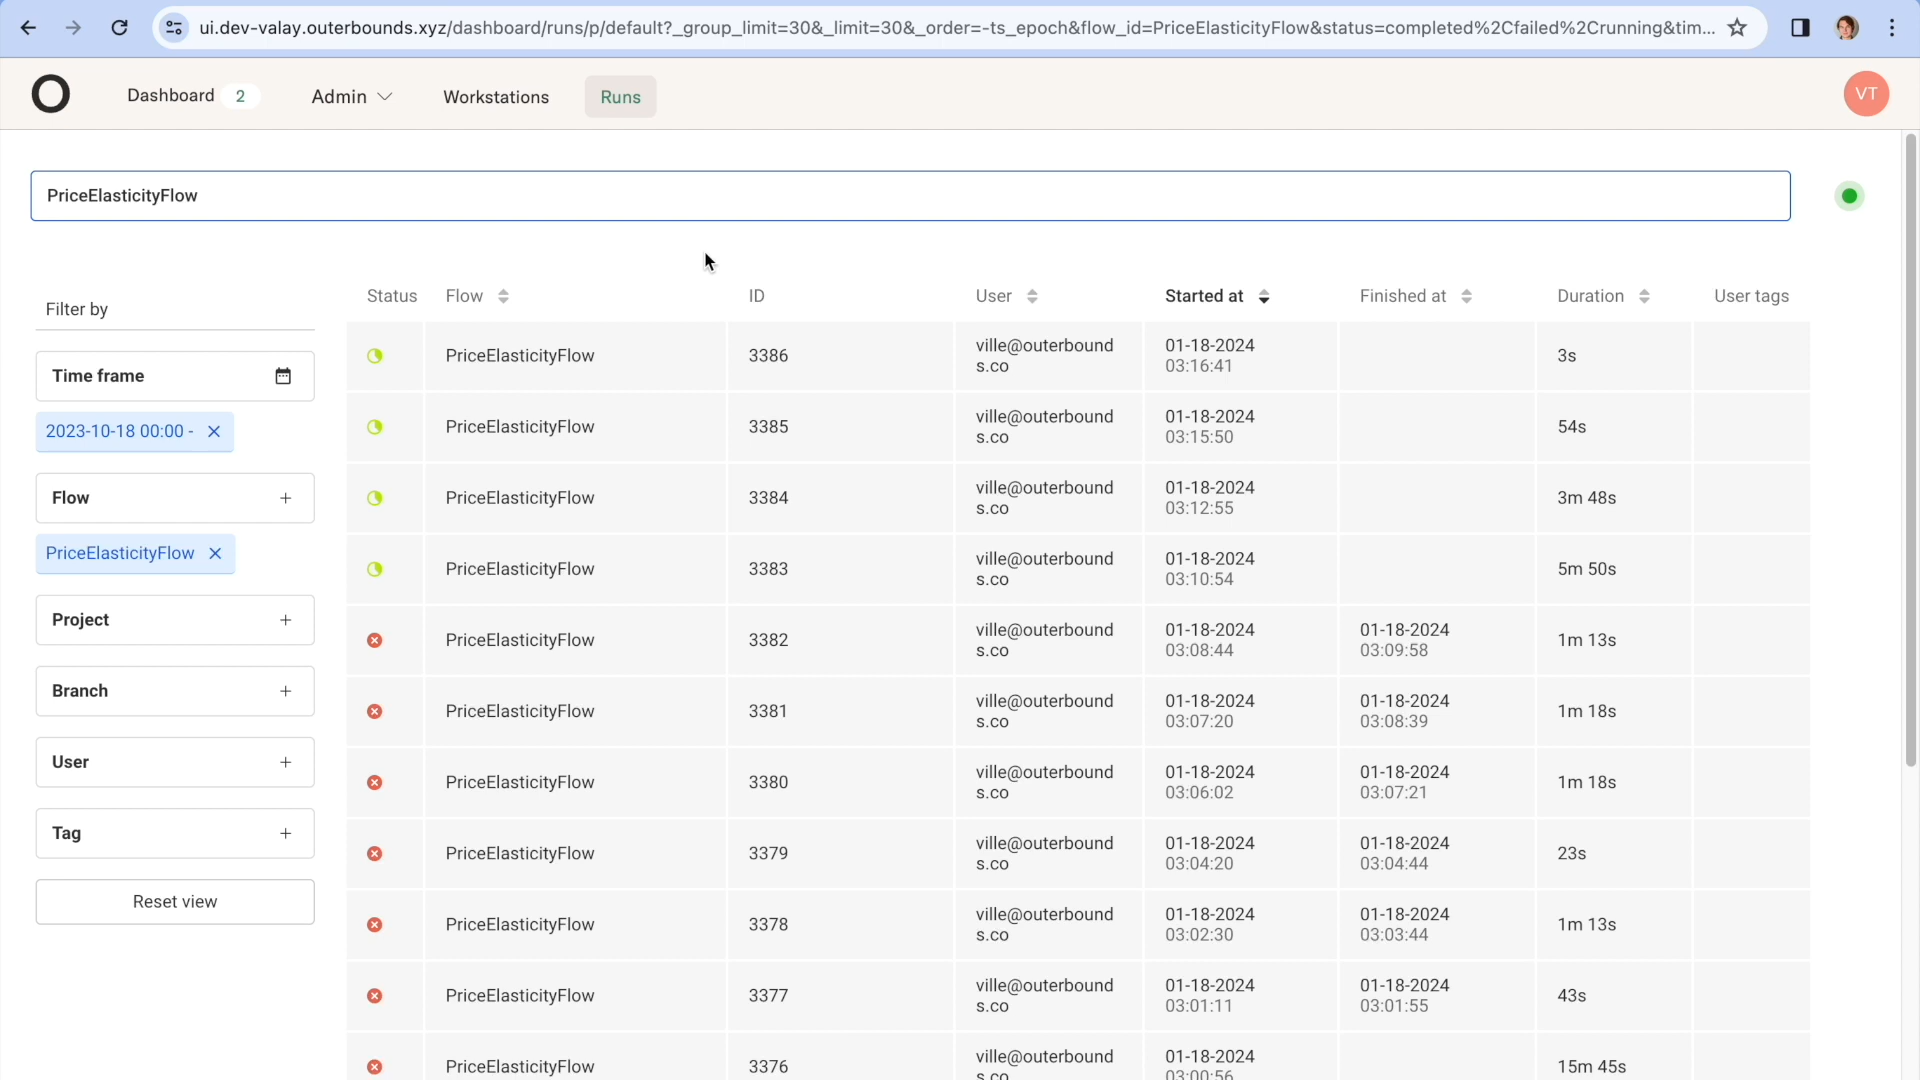 ui.dev-valay.outerbounds.xyz/dashboard/runs/p/default?_group_limit=30&_limit=30&_order=-ts_epoch&flow_id=PriceElasticityFlow&status=completed%2Cfailed%2Crunning&tim...
Dashboard 2 Admin Workstations Runs VT
PriceElasticityFlow
Filter by
Time frame
2023-10-18 00:00 -
Flow
PriceElasticityFlow
Project
Branch
User
Tag
Reset view
Status Flow ID User Started at Finished at Duration User tags
PriceElasticityFlow 3386 ville@outerbound 01-18-2024 3s
s.co 03:16:41
PriceElasticityFlow 3385 ville@outerbound 01-18-2024 54s
s.co 03:15:50
PriceElasticityFlow 3384 ville@outerbound 01-18-2024 3m 48s
s.co 03:12:55
PriceElasticityFlow 3383 ville@outerbound 01-18-2024 5m 50s
s.co 03:10:54
PriceElasticityFlow 3382 ville@outerbound 01-18-2024 01-18-2024 1m 13s
s.co 03:08:44 03:09:58
PriceElasticityFlow 3381 ville@outerbound 01-18-2024 01-18-2024 1m 18s
s.co 03:07:20 03:08:39
PriceElasticityFlow 3380 ville@outerbound 01-18-2024 01-18-2024 1m 18s
s.co 03:06:02 03:07:21
PriceElasticityFlow 3379 ville@outerbound 01-18-2024 01-18-2024 23s
s.co 03:04:20 03:04:44
PriceElasticityFlow 3378 ville@outerbound 01-18-2024 01-18-2024 1m 13s
s.co 03:02:30 03:03:44
PriceElasticityFlow 3377 ville@outerbound 01-18-2024 01-18-2024 43s
s.co 03:01:11 03:01:55
PriceElasticityFlow 3376 ville@outerbound 01-18-2024 15m 45s
s.co 03:00:56